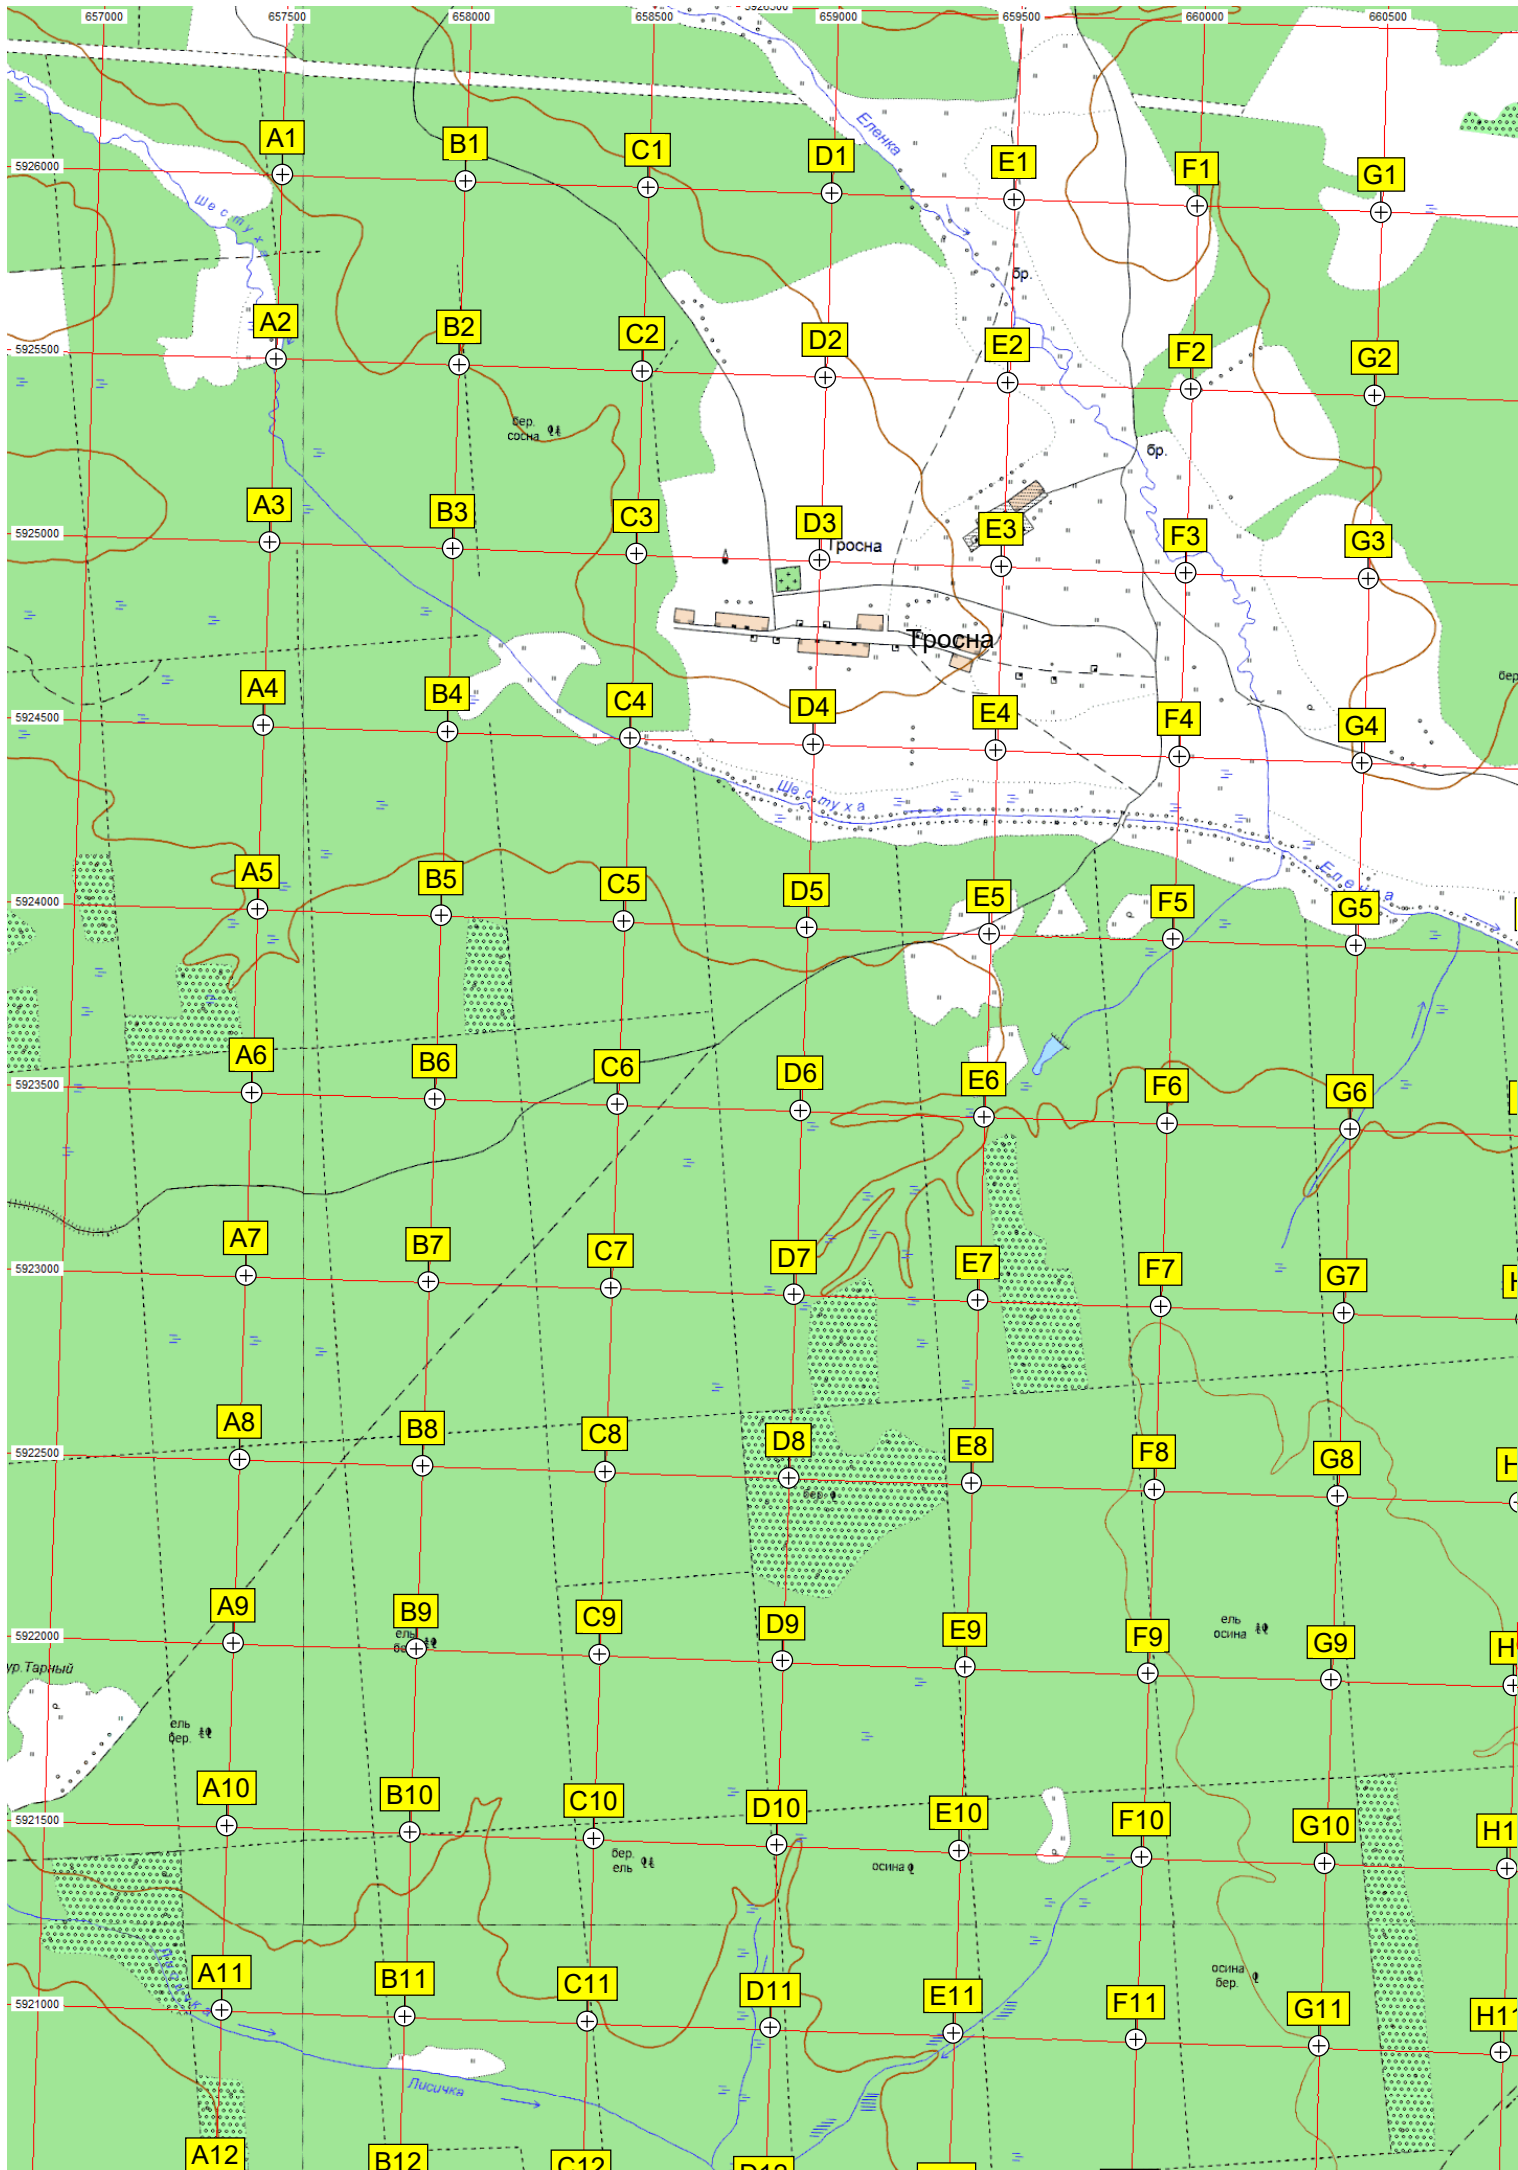 657000 657500 658000 658500 659000 659500 660000 660500
Еленка
A1 B1 C1 D1 E1 F1 G1
5926000
Шестуха
бр.
A2 B2 C2 D2 E2 F2 G2
5925500
бер.
сосна
бр.
A3 B3 C3 D3 E3 F3 G3
5925000
Тросна
Тросна
A4 B4 C4 D4 E4 F4 G4
5924500
Шестуха
Еленка
A5 B5 C5 D5 E5 F5 G5
5924000
A6 B6 C6 D6 E6 F6 G6
5923500
A7 B7 C7 D7 E7 F7 G7
5923000
A8 B8 C8 D8 E8 F8 G8
5922500
бер.
A9 B9 C9 D9 E9 F9 G9
5922000
ель
осина
ур.Тарный
ель
бер.
A10 B10 C10 D10 E10 F10 G10
5921500
бер.
ель
осина
осина
бер.
A11 B11 C11 D11 E11 F11 G11
5921000
Лисичка
A12 B12 C12